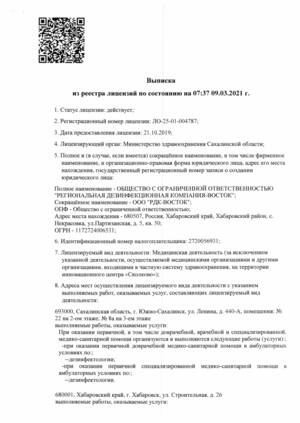 Выписка
из реестра лицензий по состоянию на 07:37 09.03.2021 г.
1. Статус лицензии: действует;
2. Регистрационный номер лицензии: ЛО-25-01-004787;
3. Дата предоставления лицензии: 21.10.2019;
4. Лицензирующий орган: Министерство здравоохранения Сахалинской области;
5. Полное и (в случае, если имеется) сокращённое наименование, в том числе фирменное
наименование, и организационно-правовая форма юридического лица, адрес его места
нахождения, государственный регистрационный номер записи о создании
юридического лица:
Полное наименование - ОБЩЕСТВО С ОГРАНИЧЕННОЙ ОТВЕТСТВЕННОСТЬЮ
"РЕГИОНАЛЬНАЯ ДЕЗИНФЕКЦИОННАЯ КОМПАНИЯ-ВОСТОК";
Сокращённое наименование - ООО "РДК-ВОСТОК";
ОПФ - Общество с ограниченной ответственностью;
Адрес места нахождения - 680507, Россия, Хабаровский край, Хабаровский район, с.
Некрасовка, ул.Партизанская, д. 5, кв. 50;
ОГРН - 1172724006531;
6. Идентификационный номер налогоплательщика: 2720056931;
7. Лицензируемый вид деятельности: Медицинская деятельность (за исключением
указанной деятельности, осуществляемой медицинскими организациями и другими
организациями, входящими в частную систему здравоохранения, на территории
инновационного центра «Сколково»);
8. Адреса мест осуществления лицензируемого вида деятельности с указанием
выполняемых работ, оказываемых услуг, составляющих лицензируемый вид
деятельности:
693000, Сахалинская область, г. Южно-Сахалинск, ул. Ленина, д. 440-А, помещения: №
22 на 2-ом этаже; № 8а на 3-ем этаже
выполняемые работы, оказываемые услуги:
При оказании первичной, в том числе доврачебной, врачебной и специализированной,
медико-санитарной помощи организуются и выполняются следующие работы (услуги):;
-при оказании первичной доврачебной медико-санитарной помощи в амбулаторных
условиях по:;
--дезинфектологии;
-при оказании первичной специализированной медико-санитарной помощи в
амбулаторных условиях по:;
--дезинфектологии.
680001, Хабаровский край, г. Хабаровск, ул. Строительная, д. 26
выполняемые работы, оказываемые услуги: